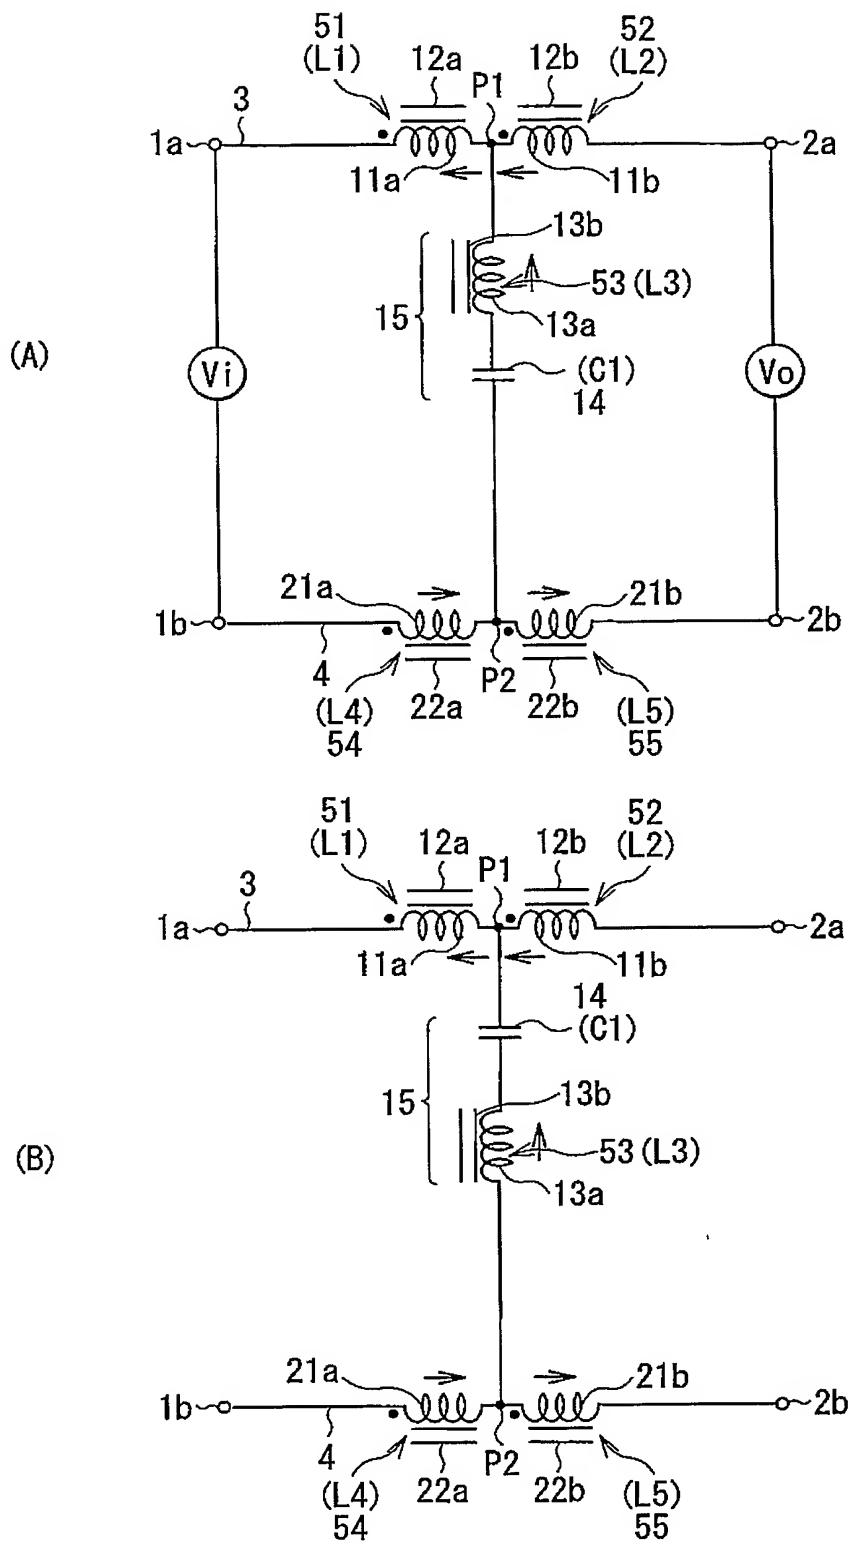 51
(L1)
12a
P1
12b
52
(L2)
3
1a
2a
11a
11b
13b
15
53(L3)
13a
(A)
Vi
Vo
(C1)
14
21a
21b
1b
2b
4
P2
(L4)
54
22a
22b
(L5)
55
51
(L1)
12a
P1
12b
52
(L2)
3
1a
2a
11a
11b
14
(C1)
15
13b
53(L3)
13a
(B)
21a
21b
1b
2b
4
P2
(L4)
54
22a
22b
(L5)
55